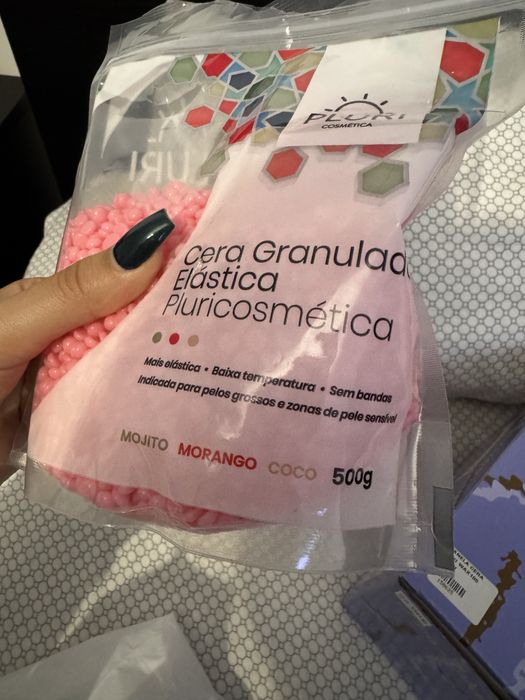 PLURI
COSMÉTICA
Cera Granulad
Elástica
Pluricosmética
Mais elástica • Baixa temperatura • Sem bandas
Indicada para pelos grossos e zonas de pele sensível
MOJITO MORANGO COCO 500g